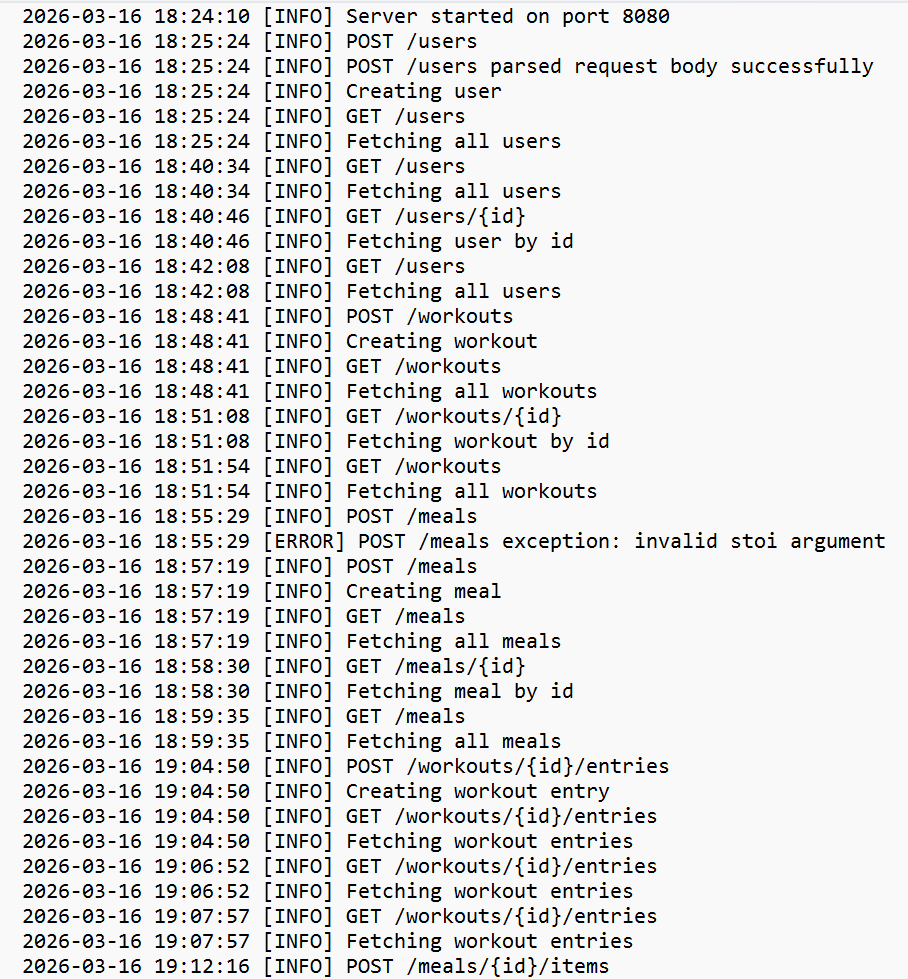 2026-03-16 18:24:10 [INFO] Server started on port 8080
2026-03-16 18:25:24 [INFO] POST /users
2026-03-16 18:25:24 [INFO] POST /users parsed request body successfully
2026-03-16 18:25:24 [INFO] Creating user
2026-03-16 18:25:24 [INFO] GET /users
2026-03-16 18:25:24 [INFO] Fetching all users
2026-03-16 18:40:34 [INFO] GET /users
2026-03-16 18:40:34 [INFO] Fetching all users
2026-03-16 18:40:46 [INFO] GET /users/{id}
2026-03-16 18:40:46 [INFO] Fetching user by id
2026-03-16 18:42:08 [INFO] GET /users
2026-03-16 18:42:08 [INFO] Fetching all users
2026-03-16 18:48:41 [INFO] POST /workouts
2026-03-16 18:48:41 [INFO] Creating workout
2026-03-16 18:48:41 [INFO] GET /workouts
2026-03-16 18:48:41 [INFO] Fetching all workouts
2026-03-16 18:51:08 [INFO] GET /workouts/{id}
2026-03-16 18:51:08 [INFO] Fetching workout by id
2026-03-16 18:51:54 [INFO] GET /workouts
2026-03-16 18:51:54 [INFO] Fetching all workouts
2026-03-16 18:55:29 [INFO] POST /meals
2026-03-16 18:55:29 [ERROR] POST /meals exception: invalid stoi argument
2026-03-16 18:57:19 [INFO] POST /meals
2026-03-16 18:57:19 [INFO] Creating meal
2026-03-16 18:57:19 [INFO] GET /meals
2026-03-16 18:57:19 [INFO] Fetching all meals
2026-03-16 18:58:30 [INFO] GET /meals/{id}
2026-03-16 18:58:30 [INFO] Fetching meal by id
2026-03-16 18:59:35 [INFO] GET /meals
2026-03-16 18:59:35 [INFO] Fetching all meals
2026-03-16 19:04:50 [INFO] POST /workouts/{id}/entries
2026-03-16 19:04:50 [INFO] Creating workout entry
2026-03-16 19:04:50 [INFO] GET /workouts/{id}/entries
2026-03-16 19:04:50 [INFO] Fetching workout entries
2026-03-16 19:06:52 [INFO] GET /workouts/{id}/entries
2026-03-16 19:06:52 [INFO] Fetching workout entries
2026-03-16 19:07:57 [INFO] GET /workouts/{id}/entries
2026-03-16 19:07:57 [INFO] Fetching workout entries
2026-03-16 19:12:16 [INFO] POST /meals/{id}/items